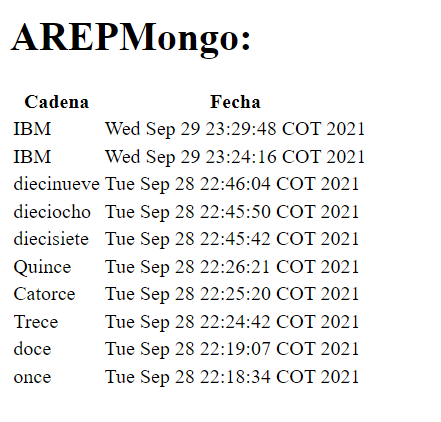 AREPMongo:
Cadena Fecha
IBM Wed Sep 29 23:29:48 COT 2021
IBM Wed Sep 29 23:24:16 COT 2021
diecinueve Tue Sep 28 22:46:04 COT 2021
dieciocho Tue Sep 28 22:45:50 COT 2021
diecisiete Tue Sep 28 22:45:42 COT 2021
Quince Tue Sep 28 22:26:21 COT 2021
Catorce Tue Sep 28 22:25:20 COT 2021
Trece Tue Sep 28 22:24:42 COT 2021
doce Tue Sep 28 22:19:07 COT 2021
once Tue Sep 28 22:18:34 COT 2021